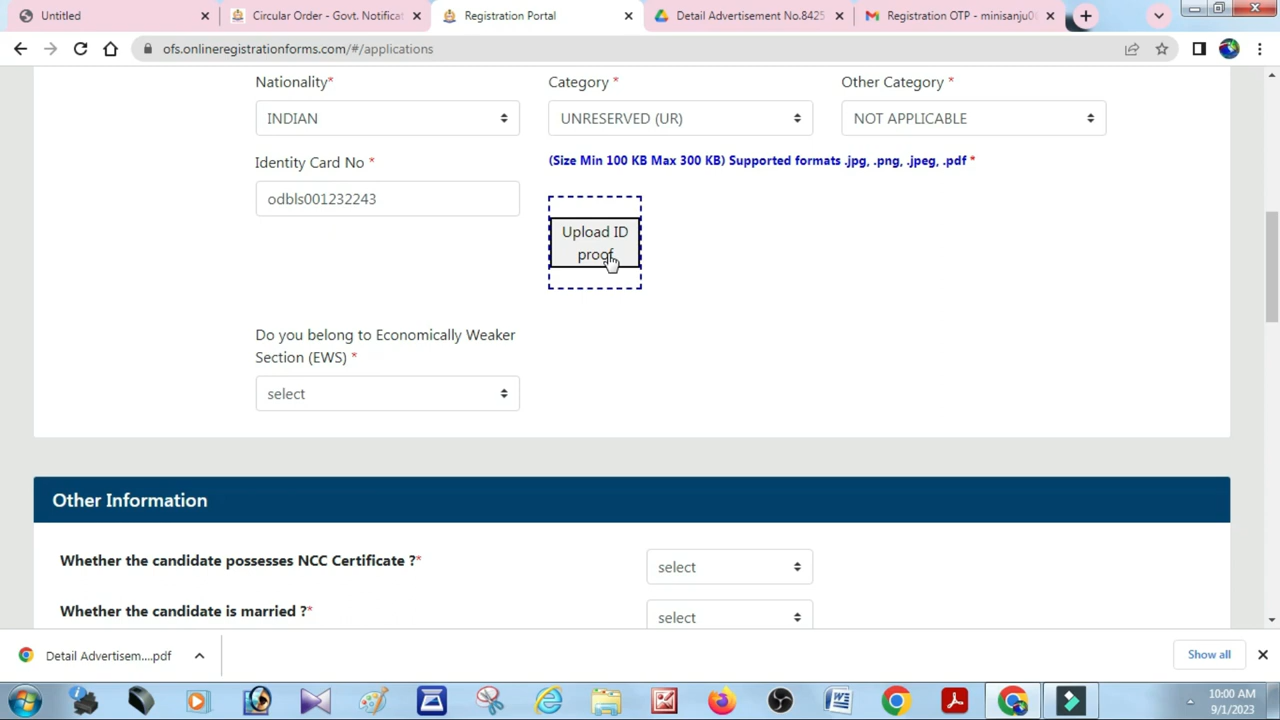 Untitled
Circular Order - Govt. Notificat
Registration Portal
Detail Advertisement No.8425
Registration OTP - minisanju0
ofs.onlineregistrationforms.com/#/applications
Nationality*
Category *
Other Category *
INDIAN
UNRESERVED (UR)
NOT APPLICABLE
Identity Card No *
(Size Min 100 KB Max 300 KB) Supported formats .jpg, .png, .jpeg, .pdf *
odbls001232243
Upload ID
proof
Do you belong to Economically Weaker
Section (EWS) *
select
Other Information
Whether the candidate possesses NCC Certificate ?*
select
Whether the candidate is married ?*
select
Detail Advertisem....pdf
Show all
10:00 AM
9/1/2023